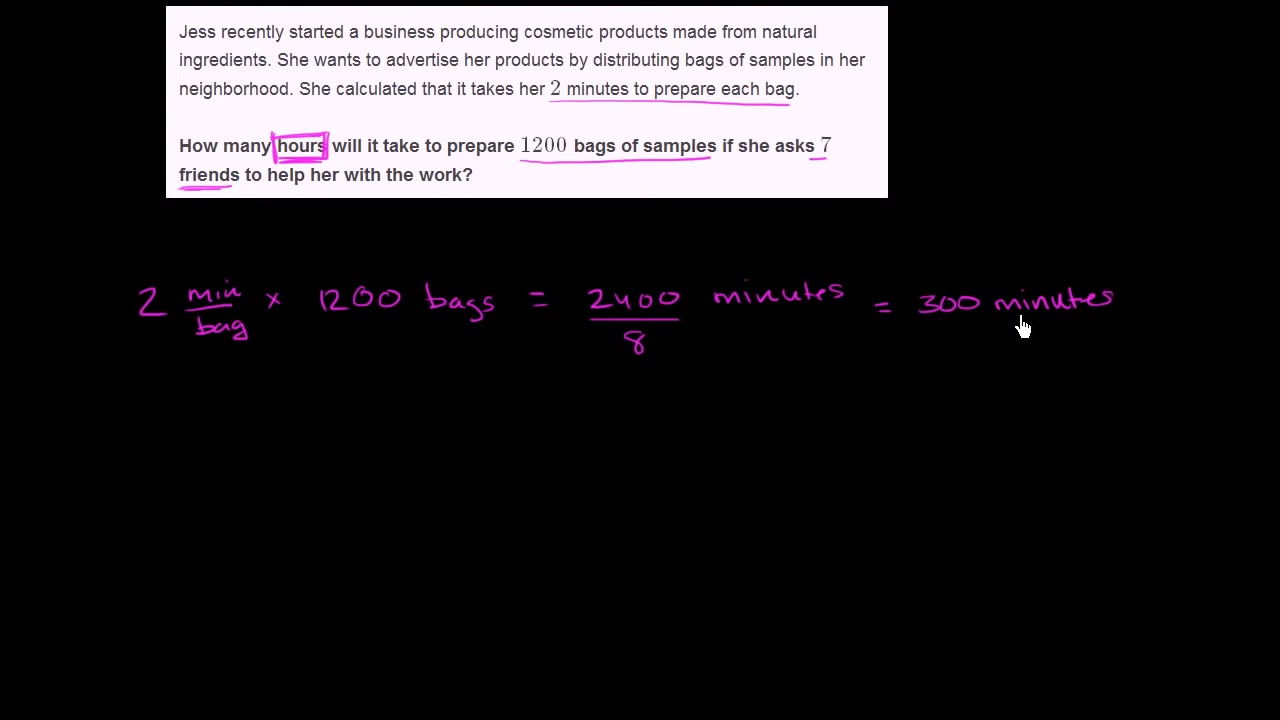 Jess recently started a business producing cosmetic products made from natural
ingredients. She wants to advertise her products by distributing bags of samples in her
neighborhood. She calculated that it takes her 2 minutes to prepare each bag.
How many hours will it take to prepare 1200 bags of samples if she asks 7
friends to help her with the work?
2 min/bag × 1200 bags = 2400/8 minutes = 300 minutes